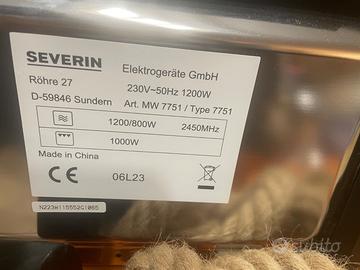 SEVERIN
Elektrogeräte GmbH
Röhre 27
230V~50Hz 1200W
D-59846 Sundern
Art. MW 7751 / Type 7751
1200/800W
2450MHz
1000W
Made in China
CE
06L23
subito